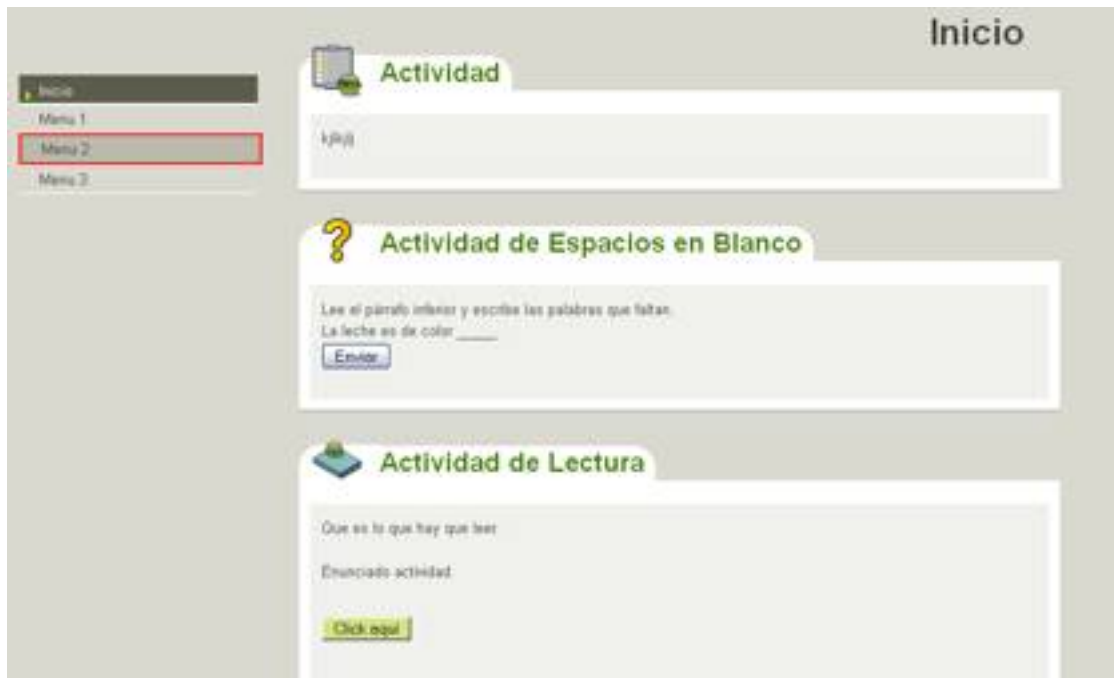 Inicio
Inicio
Menu 1
Menu 2
Menu 3
Actividad
Actividad de Espacios en Blanco
Lee el párrafo inferior y escribe las palabras que faltan.
La leche es de color _____
Enviar
Actividad de Lectura
Que es lo que hay que leer
Enunciado actividad
Click aquí